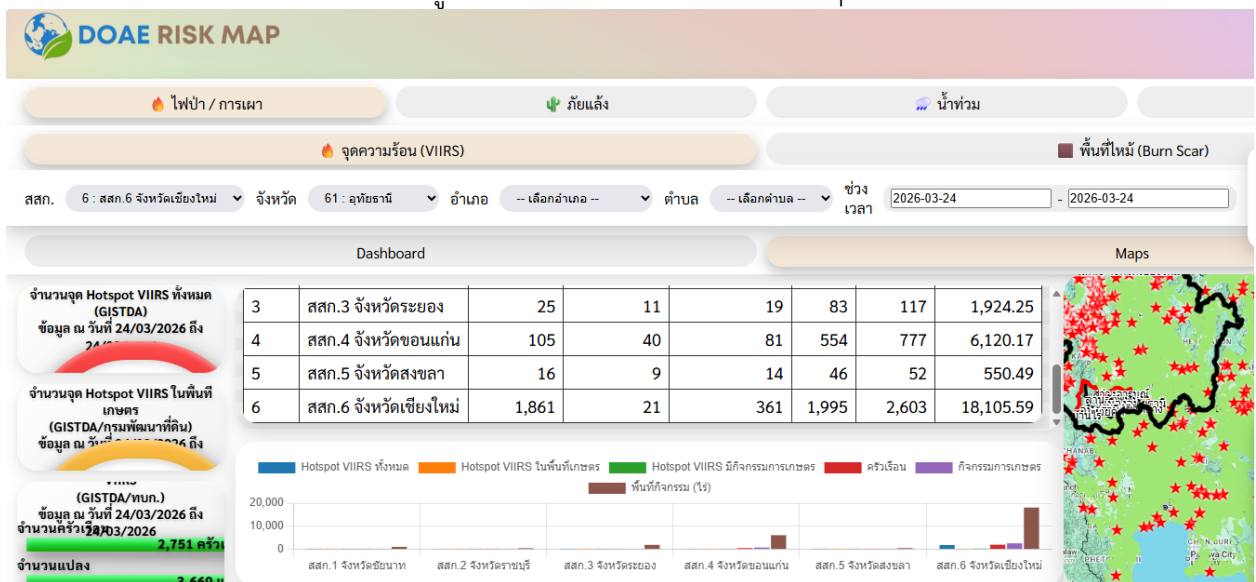 DOAE RISK MAP
ไฟป่า / การเผา
ภัยแล้ง
น้ำท่วม
จุดความร้อน (VIIRS)
พื้นที่ไหม้ (Burn Scar)
สสก. 6 : สสก.6 จังหวัดเชียงใหม่ จังหวัด 61 : อุทัยธานี อำเภอ -- เลือกอำเภอ -- ตำบล -- เลือกตำบล -- ช่วงเวลา 2026-03-24 - 2026-03-24
Dashboard
Maps
จำนวนจุด Hotspot VIIRS ทั้งหมด
(GISTDA)
ข้อมูล ณ วันที่ 24/03/2026 ถึง
จำนวนจุด Hotspot VIIRS ในพื้นที่
เกษตร
(GISTDA/กรมพัฒนาที่ดิน)
(GISTDA/ทบก.)
ข้อมูล ณ วันที่ 24/03/2026 ถึง
24/03/2026
จำนวนครัวเรือน
2,751
จำนวนแปลง
3 สสก.3 จังหวัดระยอง 25 11 19 83 117 1,924.25
4 สสก.4 จังหวัดขอนแก่น 105 40 81 554 777 6,120.17
5 สสก.5 จังหวัดสงขลา 16 9 14 46 52 550.49
6 สสก.6 จังหวัดเชียงใหม่ 1,861 21 361 1,995 2,603 18,105.59
Hotspot VIIRS ทั้งหมด Hotspot VIIRS ในพื้นที่เกษตร Hotspot VIIRS มีกิจกรรมการเกษตร ครัวเรือน กิจกรรมการเกษตร
พื้นที่กิจกรรม (ไร่)
20,000
10,000
0
สสก.1 จังหวัดชัยนาท สสก.2 จังหวัดราชบุรี สสก.3 จังหวัดระยอง สสก.4 จังหวัดขอนแก่น สสก.5 จังหวัดสงขลา สสก.6 จังหวัดเชียงใหม่